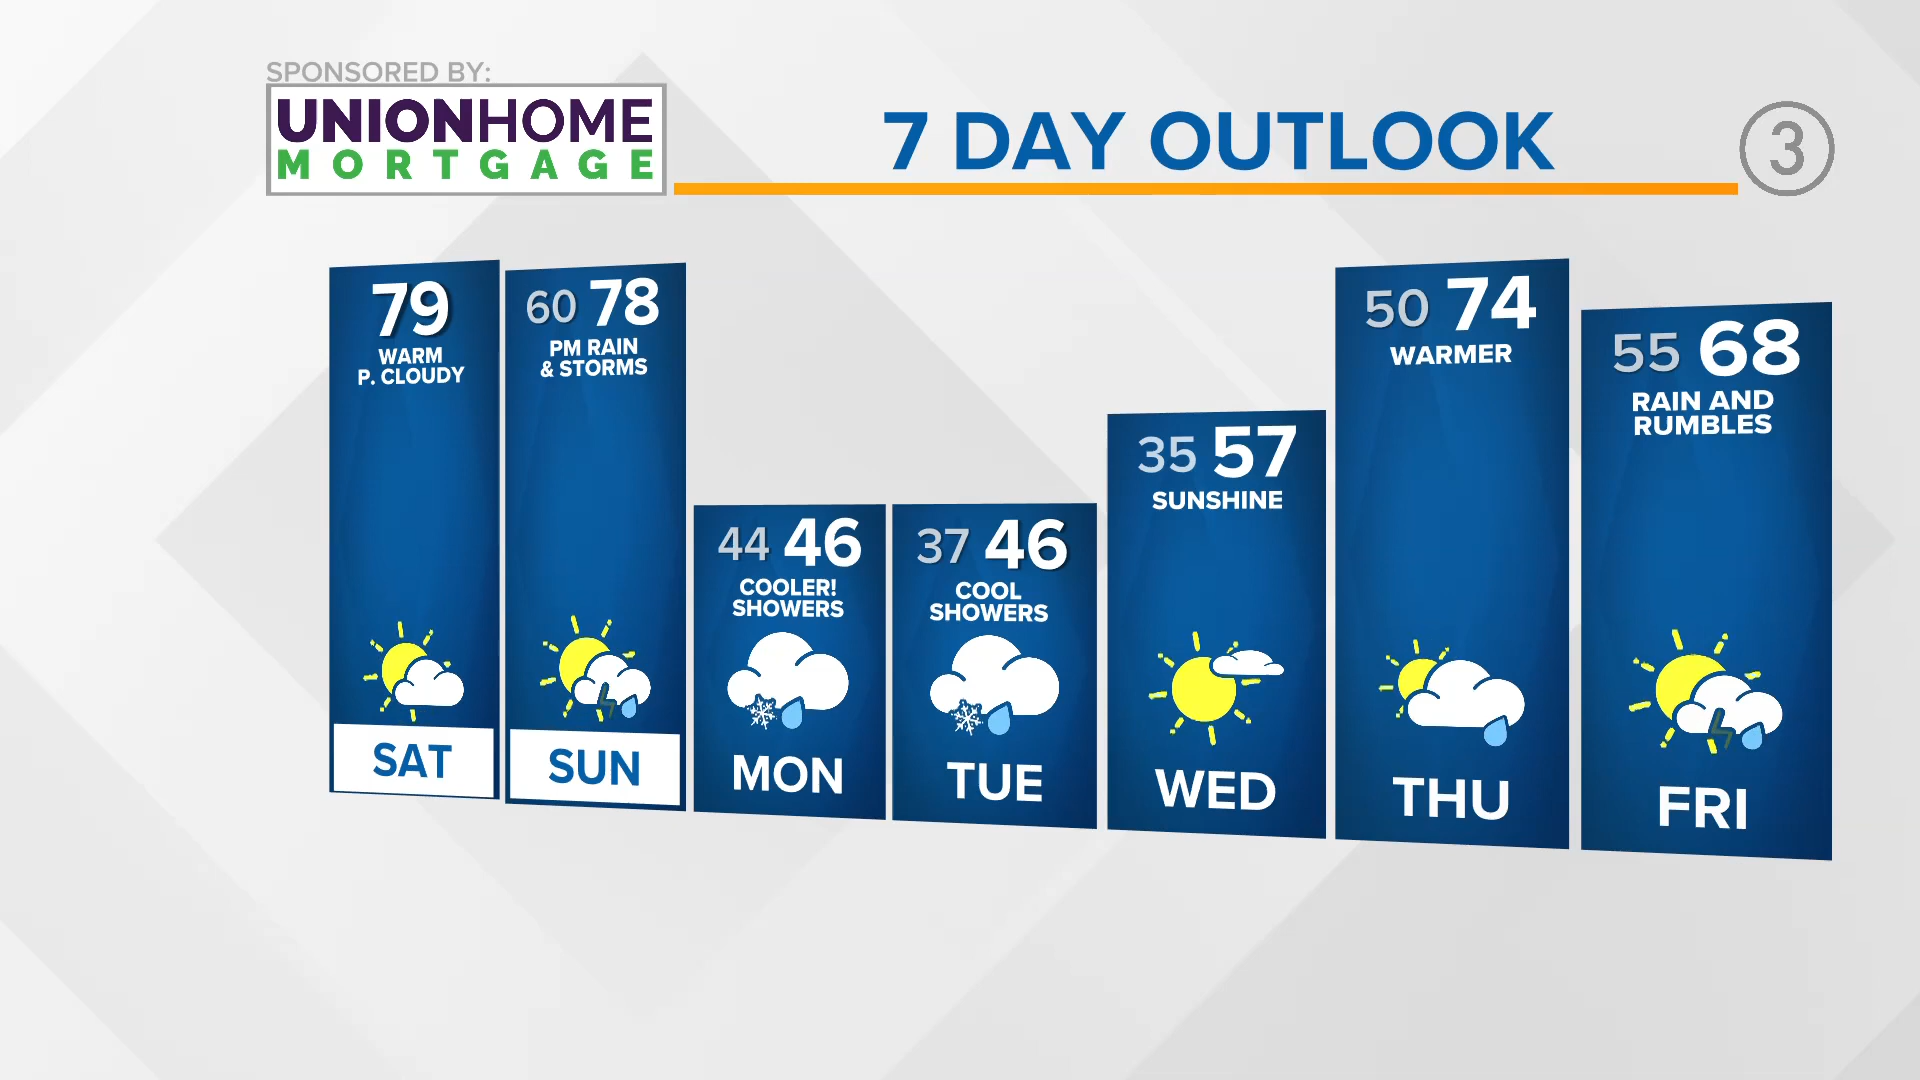 SPONSORED BY:
UNIONHOME
MORTGAGE
7 DAY OUTLOOK
3
79
WARM
P. CLOUDY
SAT
60 78
PM RAIN
& STORMS
SUN
44 46
COOLER!
SHOWERS
MON
37 46
COOL
SHOWERS
TUE
35 57
SUNSHINE
WED
50 74
WARMER
THU
55 68
RAIN AND
RUMBLES
FRI